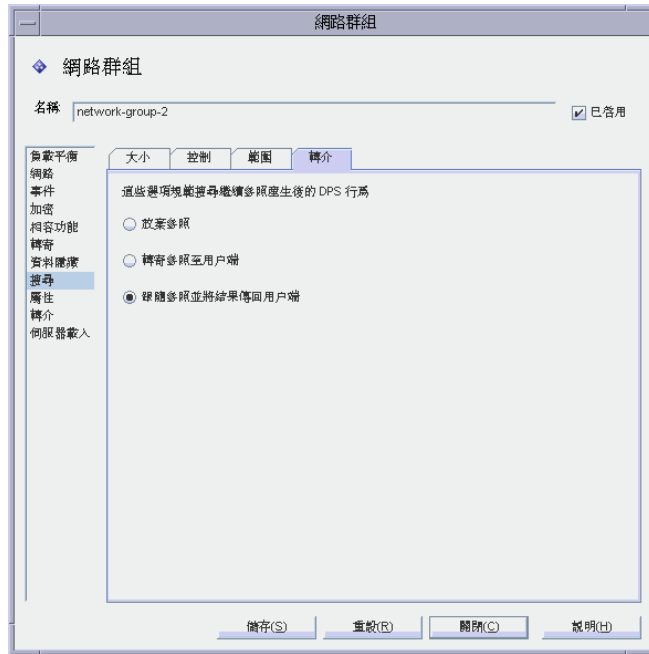 網路群組
網路群組
名稱 network-group-2 已啓用
負載平衡
網路
事件
加密
相容功能
轉寄
資料隱藏
搜尋
屬性
轉介
伺服器載入
大小 控制 範圍 轉介
這些選項規範搜尋繼續參照產生後的 DPS 行為
放棄參照
轉寄參照至用户端
跟隨參照並將結果傳回用户端
儲存(S) 重設(R) 關閉(C) 說明(H)